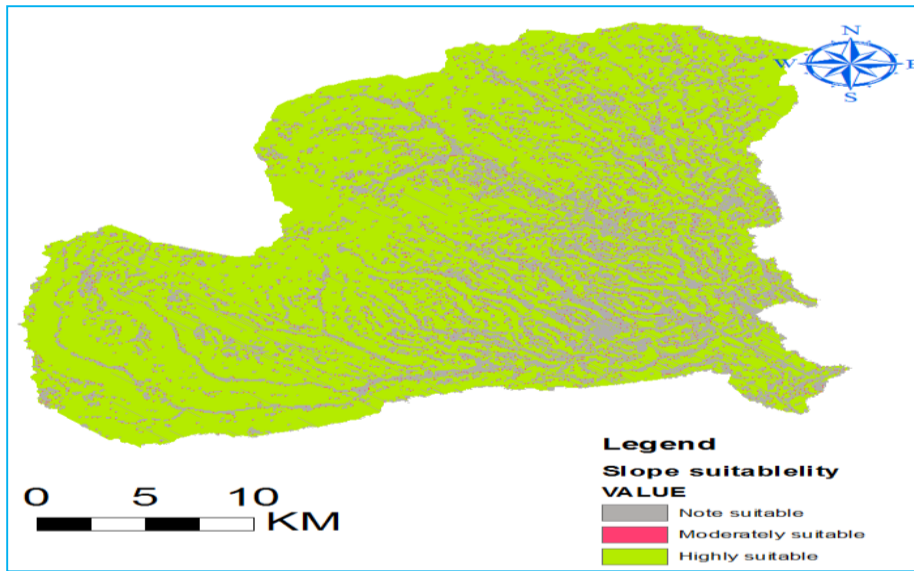 N
W E
S
Legend
Slope suitablelity
VALUE
Note suitable
Moderately suitable
Highly suitable
0 5 10
KM